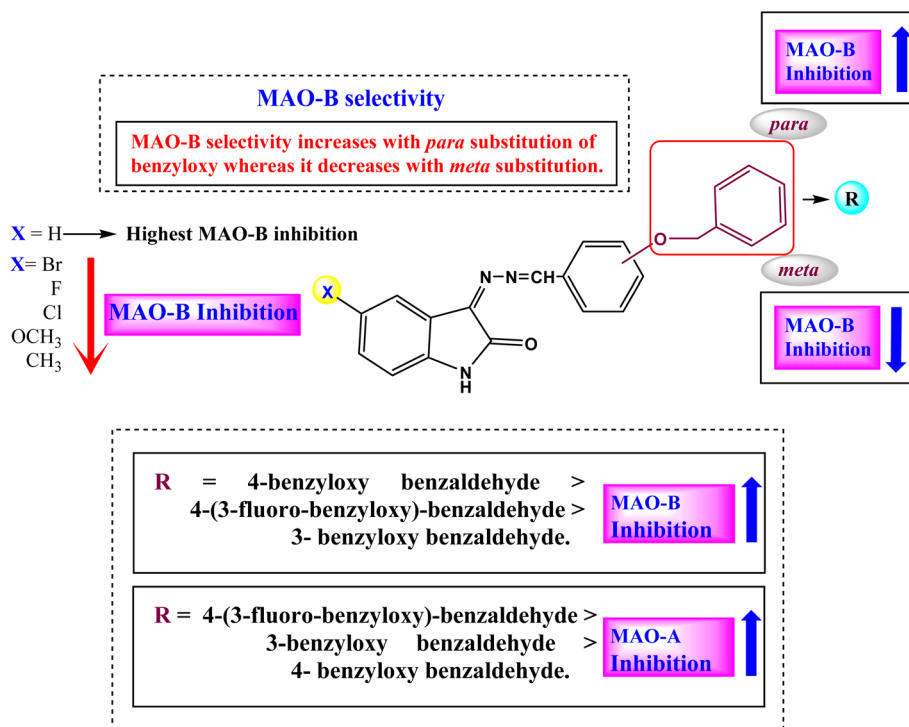 MAO-B
Inhibition
para
MAO-B selectivity
MAO-B selectivity increases with para substitution of
benzyloxy whereas it decreases with meta substitution.
R
X = H
Highest MAO-B inhibition
X= Br
F
Cl
OCH3
CH3
MAO-B Inhibition
X
N
N=CH
O
O
N
H
meta
MAO-B
Inhibition
R = 4-benzyloxy benzaldehyde >
4-(3-fluoro-benzyloxy)-benzaldehyde >
3- benzyloxy benzaldehyde.
MAO-B
Inhibition
R = 4-(3-fluoro-benzyloxy)-benzaldehyde >
3-benzyloxy benzaldehyde >
4- benzyloxy benzaldehyde.
MAO-A
Inhibition